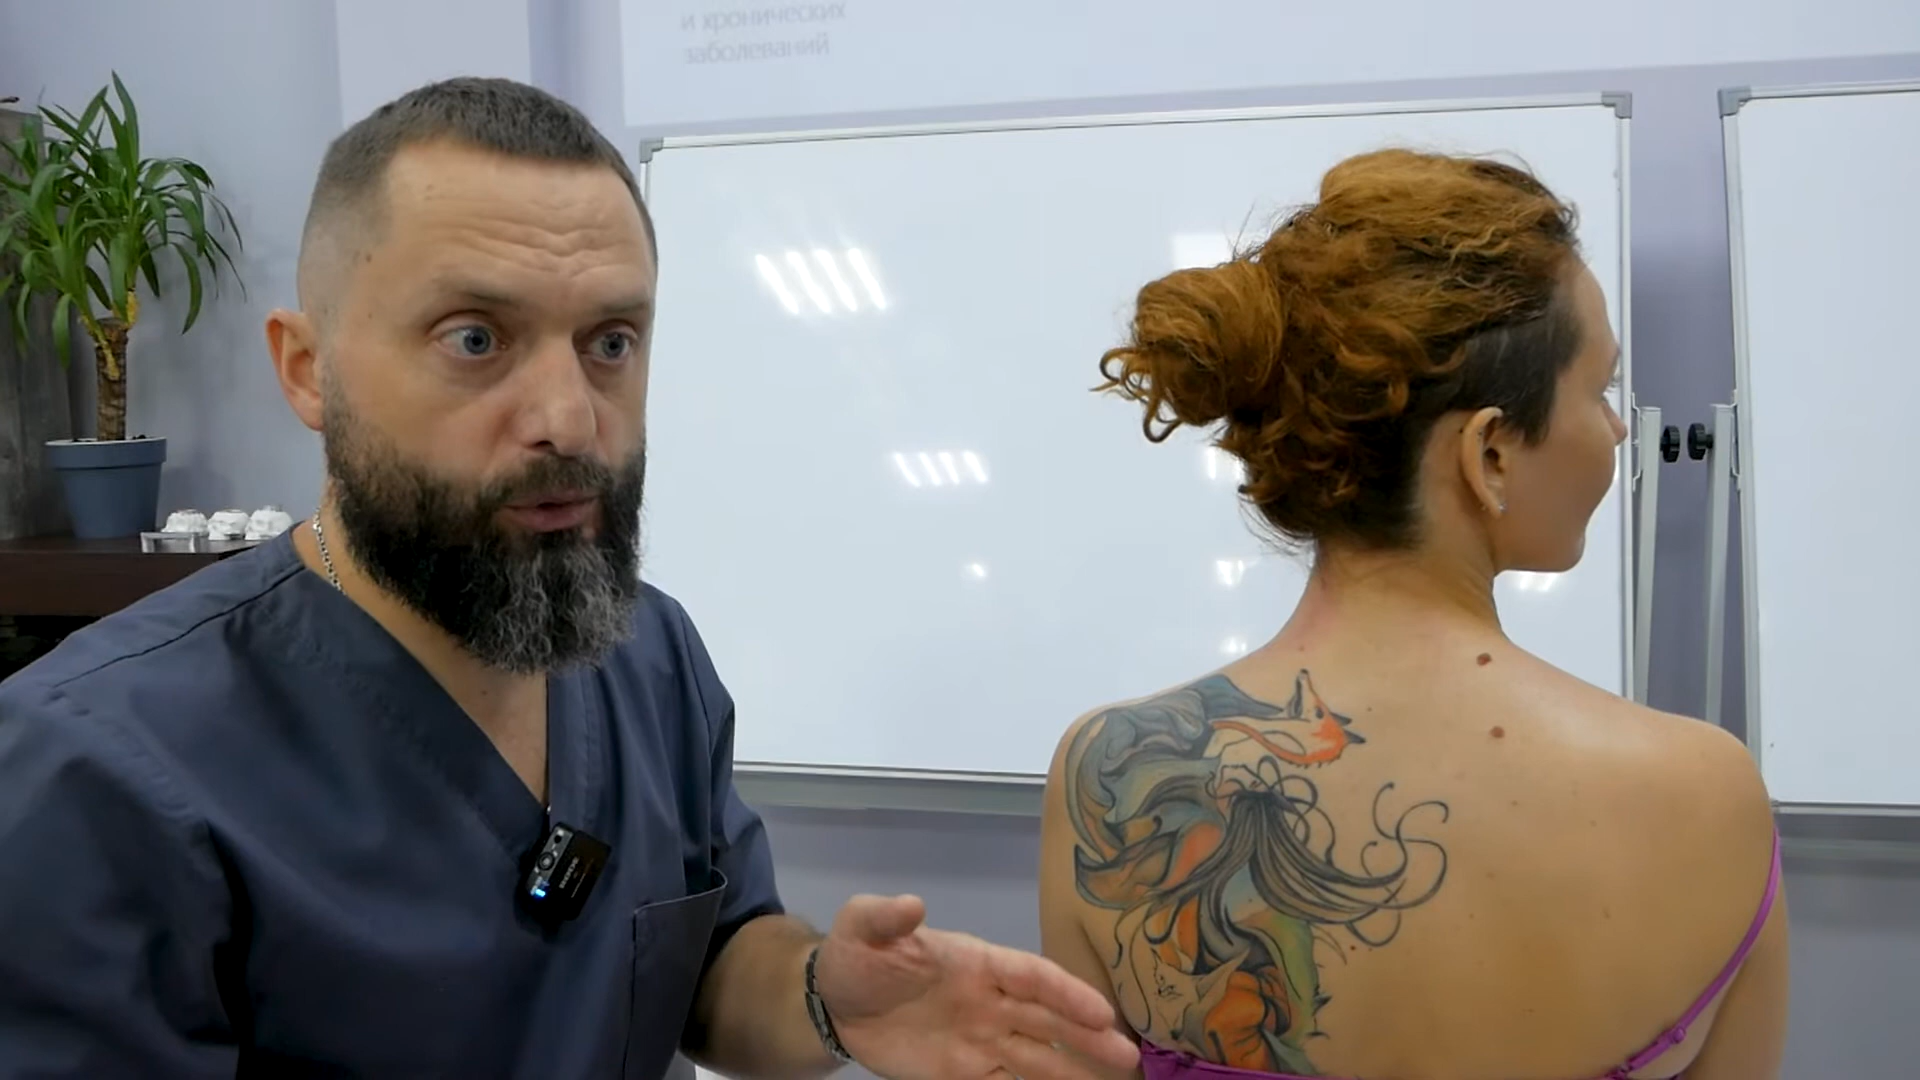 и хронических
заболеваний